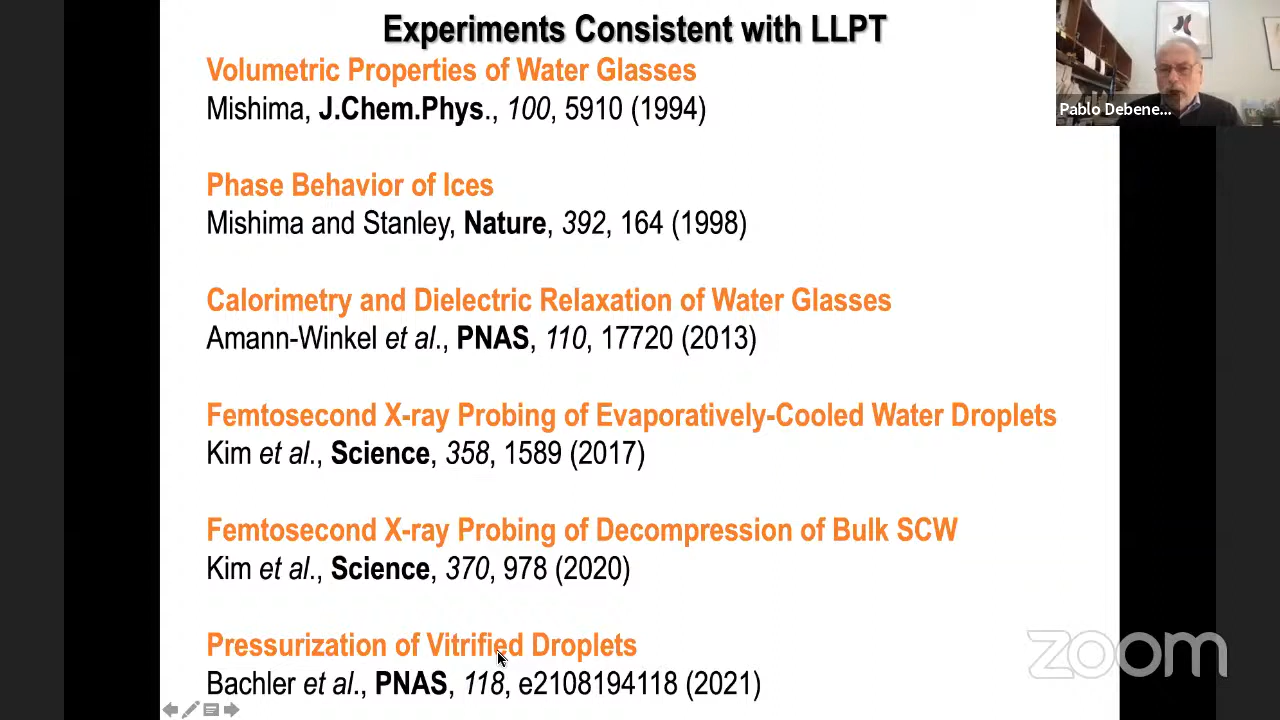 Experiments Consistent with LLPT
Volumetric Properties of Water Glasses
Mishima, J.Chem.Phys., 100, 5910 (1994)
Phase Behavior of Ices
Mishima and Stanley, Nature, 392, 164 (1998)
Calorimetry and Dielectric Relaxation of Water Glasses
Amann-Winkel et al., PNAS, 110, 17720 (2013)
Femtosecond X-ray Probing of Evaporatively-Cooled Water Droplets
Kim et al., Science, 358, 1589 (2017)
Femtosecond X-ray Probing of Decompression of Bulk SCW
Kim et al., Science, 370, 978 (2020)
Pressurization of Vitrified Droplets
Bachler et al., PNAS, 118, e2108194118 (2021)
Pablo Debene...
zoom